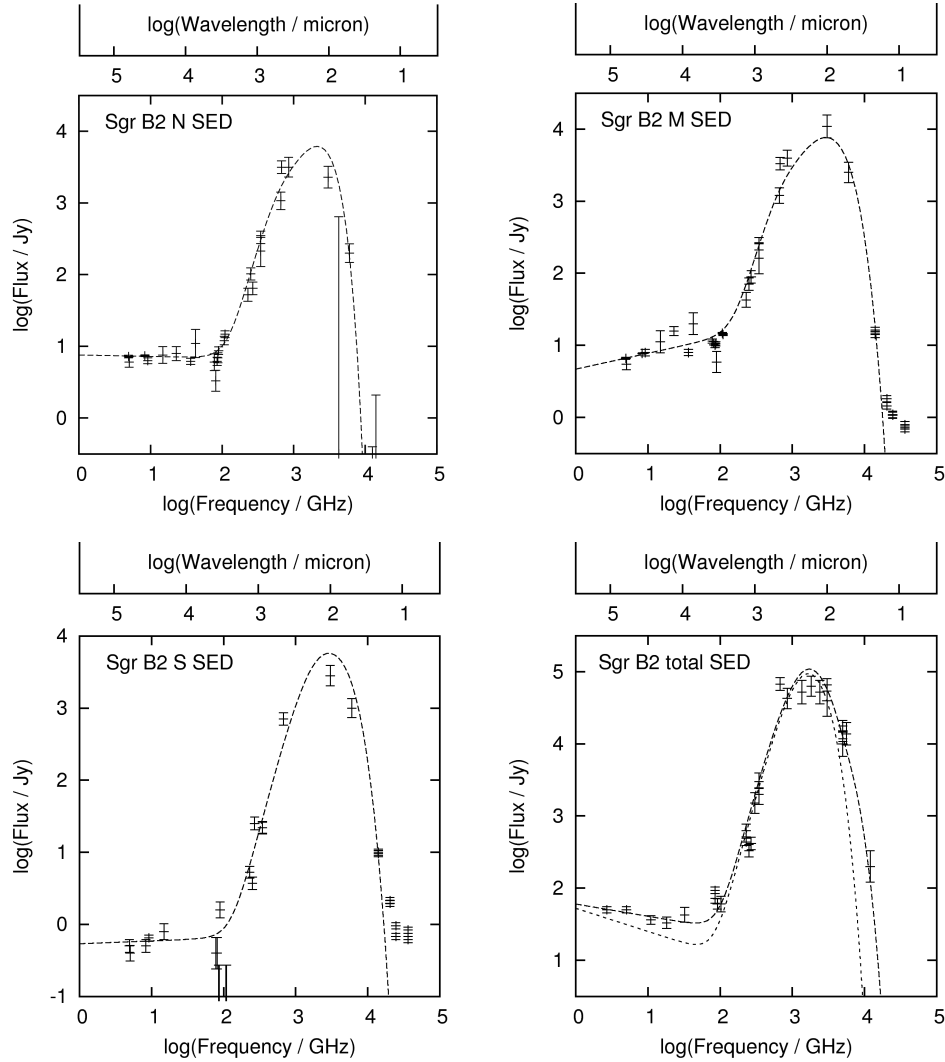 log(Wavelength / micron)
5 4 3 2 1
Sgr B2 N SED
log(Flux / Jy)
4
3
2
1
0
0 1 2 3 4 5
log(Frequency / GHz)
log(Wavelength / micron)
5 4 3 2 1
Sgr B2 M SED
log(Flux / Jy)
4
3
2
1
0
0 1 2 3 4 5
log(Frequency / GHz)
log(Wavelength / micron)
5 4 3 2 1
Sgr B2 S SED
log(Flux / Jy)
4
3
2
1
0
-1
0 1 2 3 4 5
log(Frequency / GHz)
log(Wavelength / micron)
5 4 3 2 1
Sgr B2 total SED
log(Flux / Jy)
5
4
3
2
1
0 1 2 3 4 5
log(Frequency / GHz)